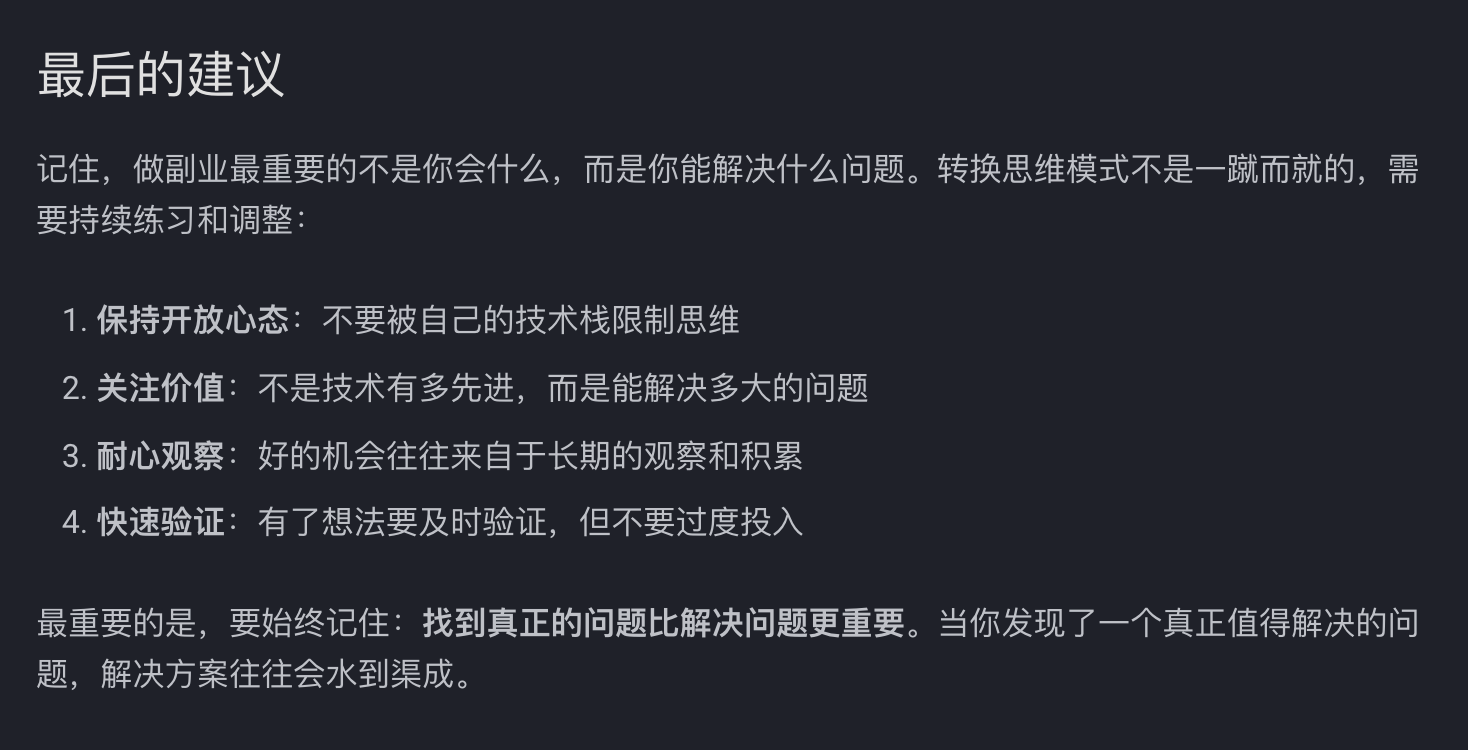 最后的建议
记住，做副业最重要的不是你会什么，而是你能解决什么问题。转换思维模式不是一蹴而就的，需
要持续练习和调整：
1. 保持开放心态：不要被自己的技术栈限制思维
2. 关注价值：不是技术有多先进，而是能解决多大的问题
3. 耐心观察：好的机会往往来自于长期的观察和积累
4. 快速验证：有了想法要及时验证，但不要过度投入
最重要的是，要始终记住：找到真正的问题比解决问题更重要。当你发现了一个真正值得解决的问
题，解决方案往往会水到渠成。